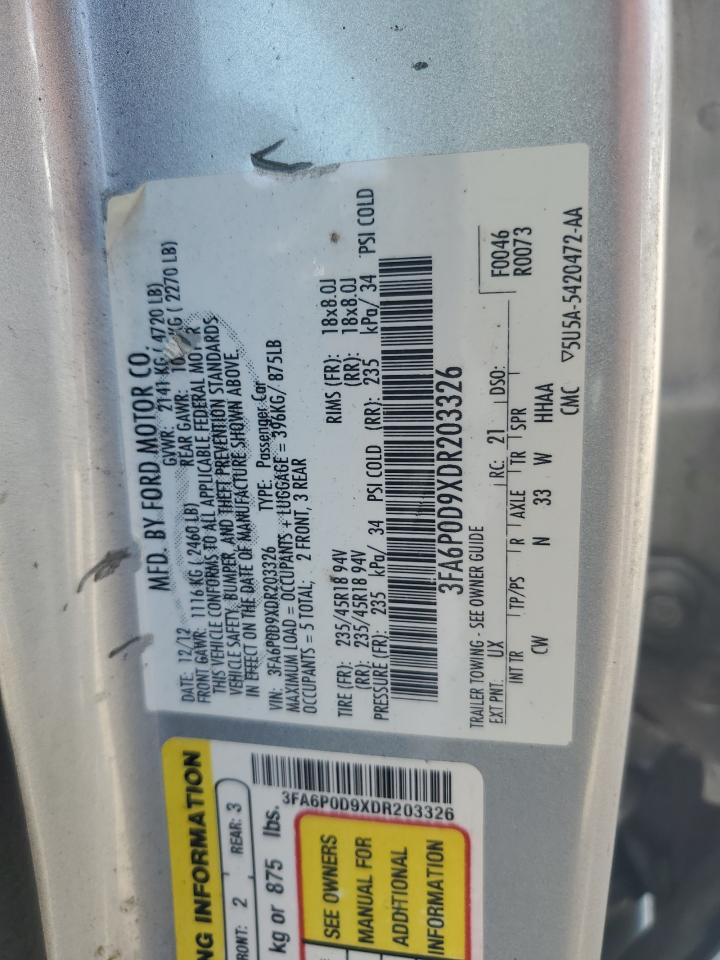 MFD. BY FORD MOTOR CO.
DATE: 12/12 GVWR: 2141 KG / 4720 LB)
FRONT GAWR: 1116 KG ( 2460 LB) REAR GAWR: KG ( 2270 LB)
THIS VEHICLE CONFORMS TO ALL APPLICABLE FEDERAL MOTOR
VEHICLE SAFETY, BUMPER, AND THEFT PREVENTION STANDARDS
IN EFFECT ON THE DATE OF MANUFACTURE SHOWN ABOVE.
VIN: 3FA6P0D9XDR203326 TYPE: Passenger Car
MAXIMUM LOAD = OCCUPANTS + LUGGAGE = 396KG/ 875LB
OCCUPANTS = 5 TOTAL; 2 FRONT, 3 REAR
TIRE (FR): 235/45R18 94V RIMS (FR): 18x8.0J
(RR): 235/45R18 94V (RR): 18x8.0J
PRESSURE (FR): 235 kPa/ 34 PSI COLD (RR): 235 kPa/ 34 PSI COLD
3FA6P0D9XDR203326
TRAILER TOWING - SEE OWNER GUIDE
F0046
R0073
EXT PNT: UX RC: 21 DSO:
INT TR TP/PS R AXLE TR SPR
CW N 33 W HHAA
CMC ▽5U5A-5420472-AA
NG INFORMATION
FRONT: 2 REAR: 3
kg or 875 lbs.
3FA6P0D9XDR203326
SEE OWNERS
MANUAL FOR
ADDITIONAL
INFORMATION